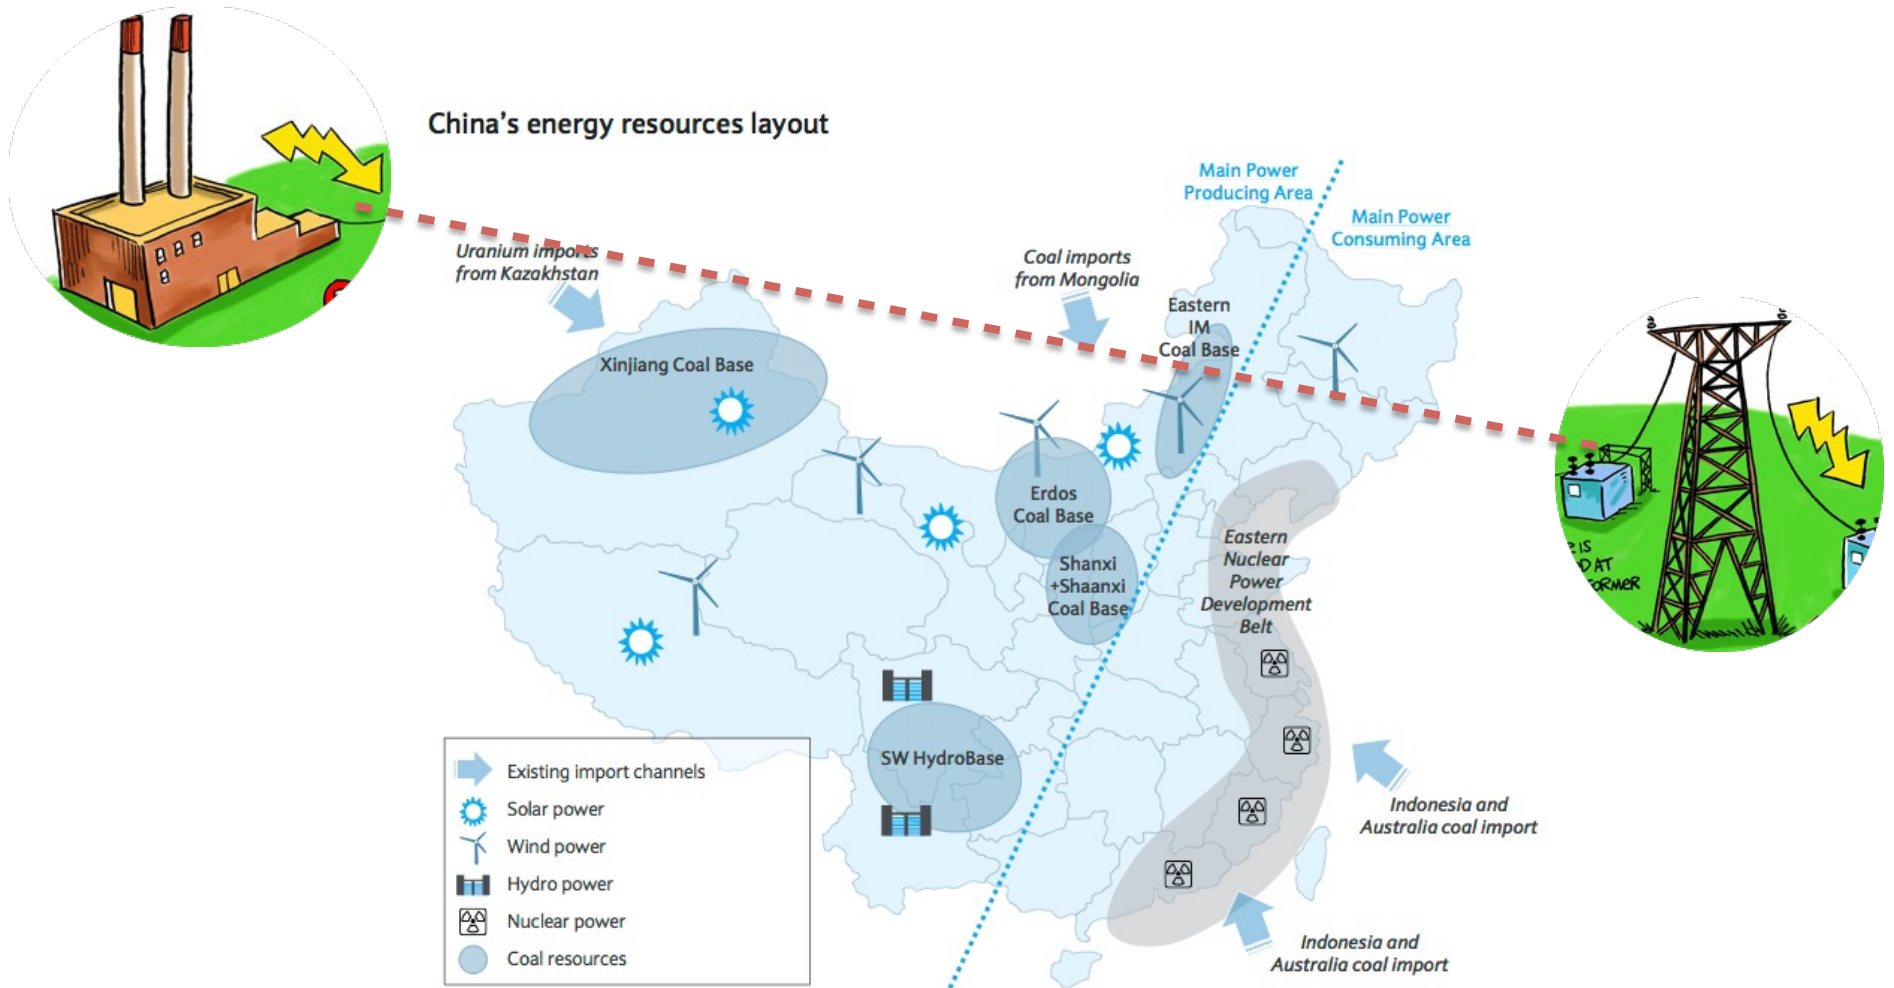 China's energy resources layout
Main Power
Producing Area
Main Power
Consuming Area
Uranium imports
from Kazakhstan
Coal imports
from Mongolia
Eastern
IM
Coal Base
Xinjiang Coal Base
Erdos
Coal Base
Shanxi
+Shaanxi
Coal Base
Eastern
Nuclear
Power
Development
Belt
SW HydroBase
Indonesia and
Australia coal import
Indonesia and
Australia coal import
Existing import channels
Solar power
Wind power
Hydro power
Nuclear power
Coal resources
IS
AT